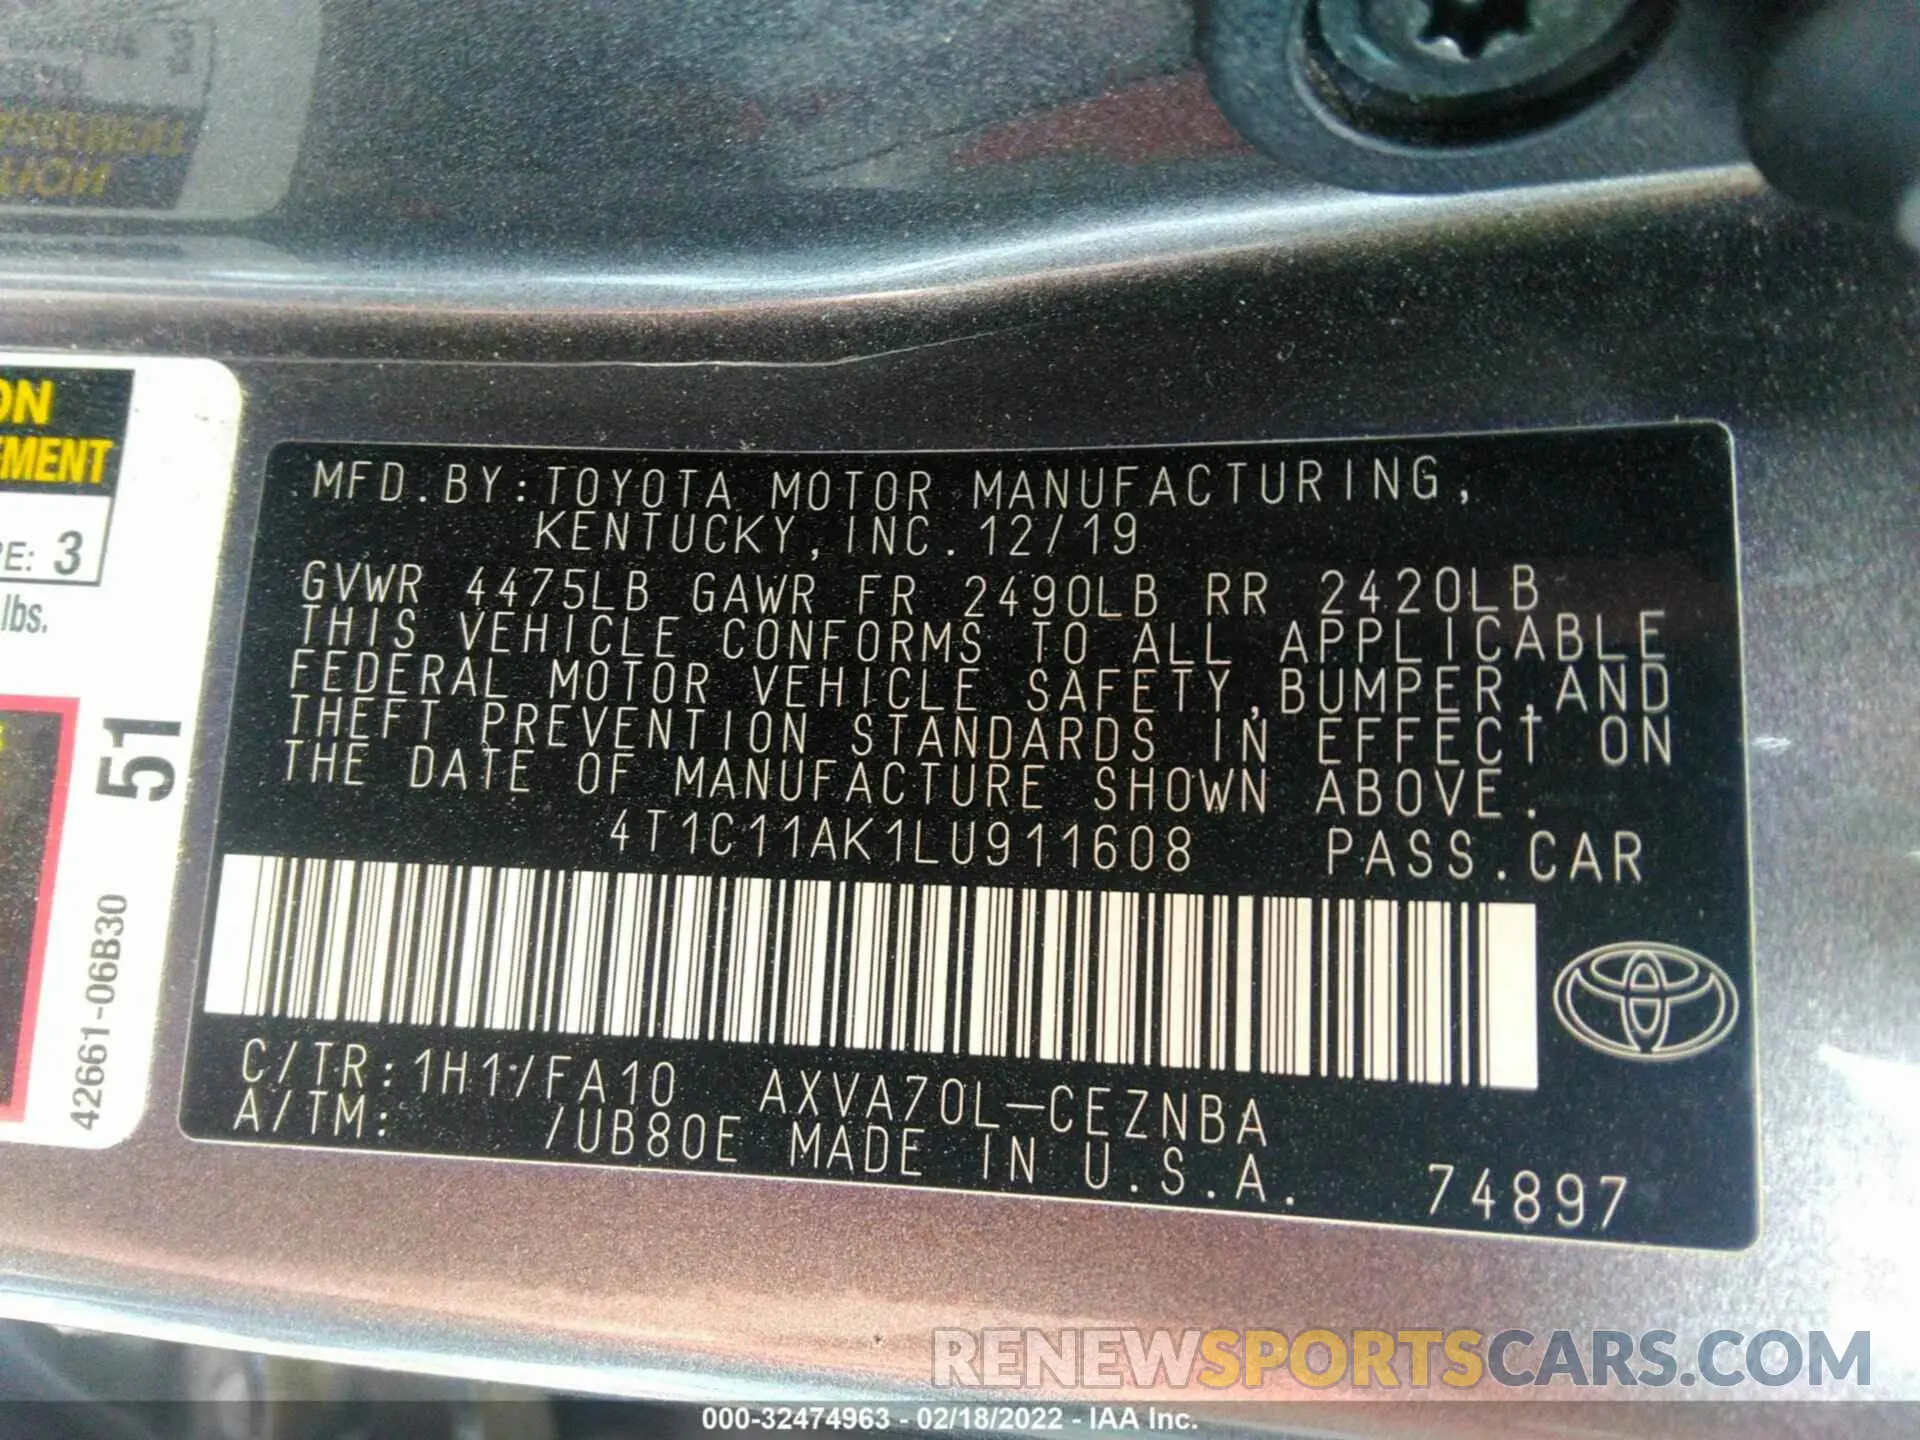 ON
EMENT
E: 3
lbs.
51
42661-06B30
MFD.BY:TOYOTA MOTOR MANUFACTURING,
KENTUCKY,INC.12/19
GVWR 4475LB GAWR FR 2490LB RR 2420LB
THIS VEHICLE CONFORMS TO ALL APPLICABLE
FEDERAL MOTOR VEHICLE SAFETY,BUMPER,AND
THEFT PREVENTION STANDARDS IN EFFECT ON
THE DATE OF MANUFACTURE SHOWN ABOVE.
4T1C11AK1LU911608 PASS.CAR
C/TR:1H1/FA10 AXVA70L-CEZNBA
A/TM: /UB80E MADE IN U.S.A. 74897
RENEWSPORTSCARS.COM
000-32474963 - 02/18/2022 - IAA Inc.